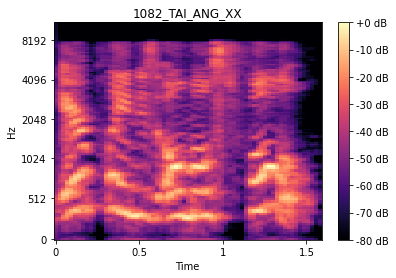 1082_TAI_ANG_XX
8192
4096
2048
1024
512
0
Hz
0
0.5
1
1.5
Time
+0 dB
-10 dB
-20 dB
-30 dB
-40 dB
-50 dB
-60 dB
-70 dB
-80 dB